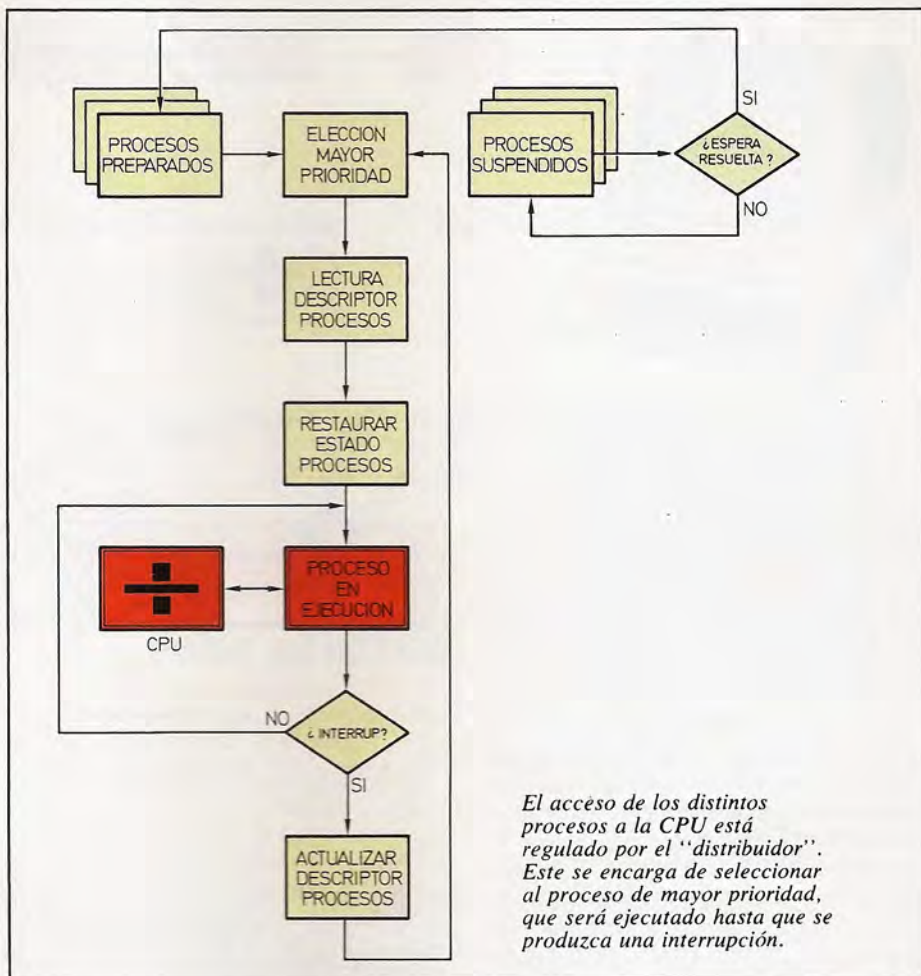 PROCESOS
PREPARADOS
ELECCION
MAYOR
PRIORIDAD
PROCESOS
SUSPENDIDOS
¿ESPERA
RESUELTA?
SI
NO
LECTURA
DESCRIPTOR
PROCESOS
RESTAURAR
ESTADO
PROCESOS
PROCESO
EN
EJECUCION
CPU
NO
¿INTERRUP?
SI
ACTUALIZAR
DESCRIPTOR
PROCESOS
El acceso de los distintos
procesos a la CPU está
regulado por el "distribuidor".
Este se encarga de seleccionar
al proceso de mayor prioridad,
que será ejecutado hasta que se
produzca una interrupción.